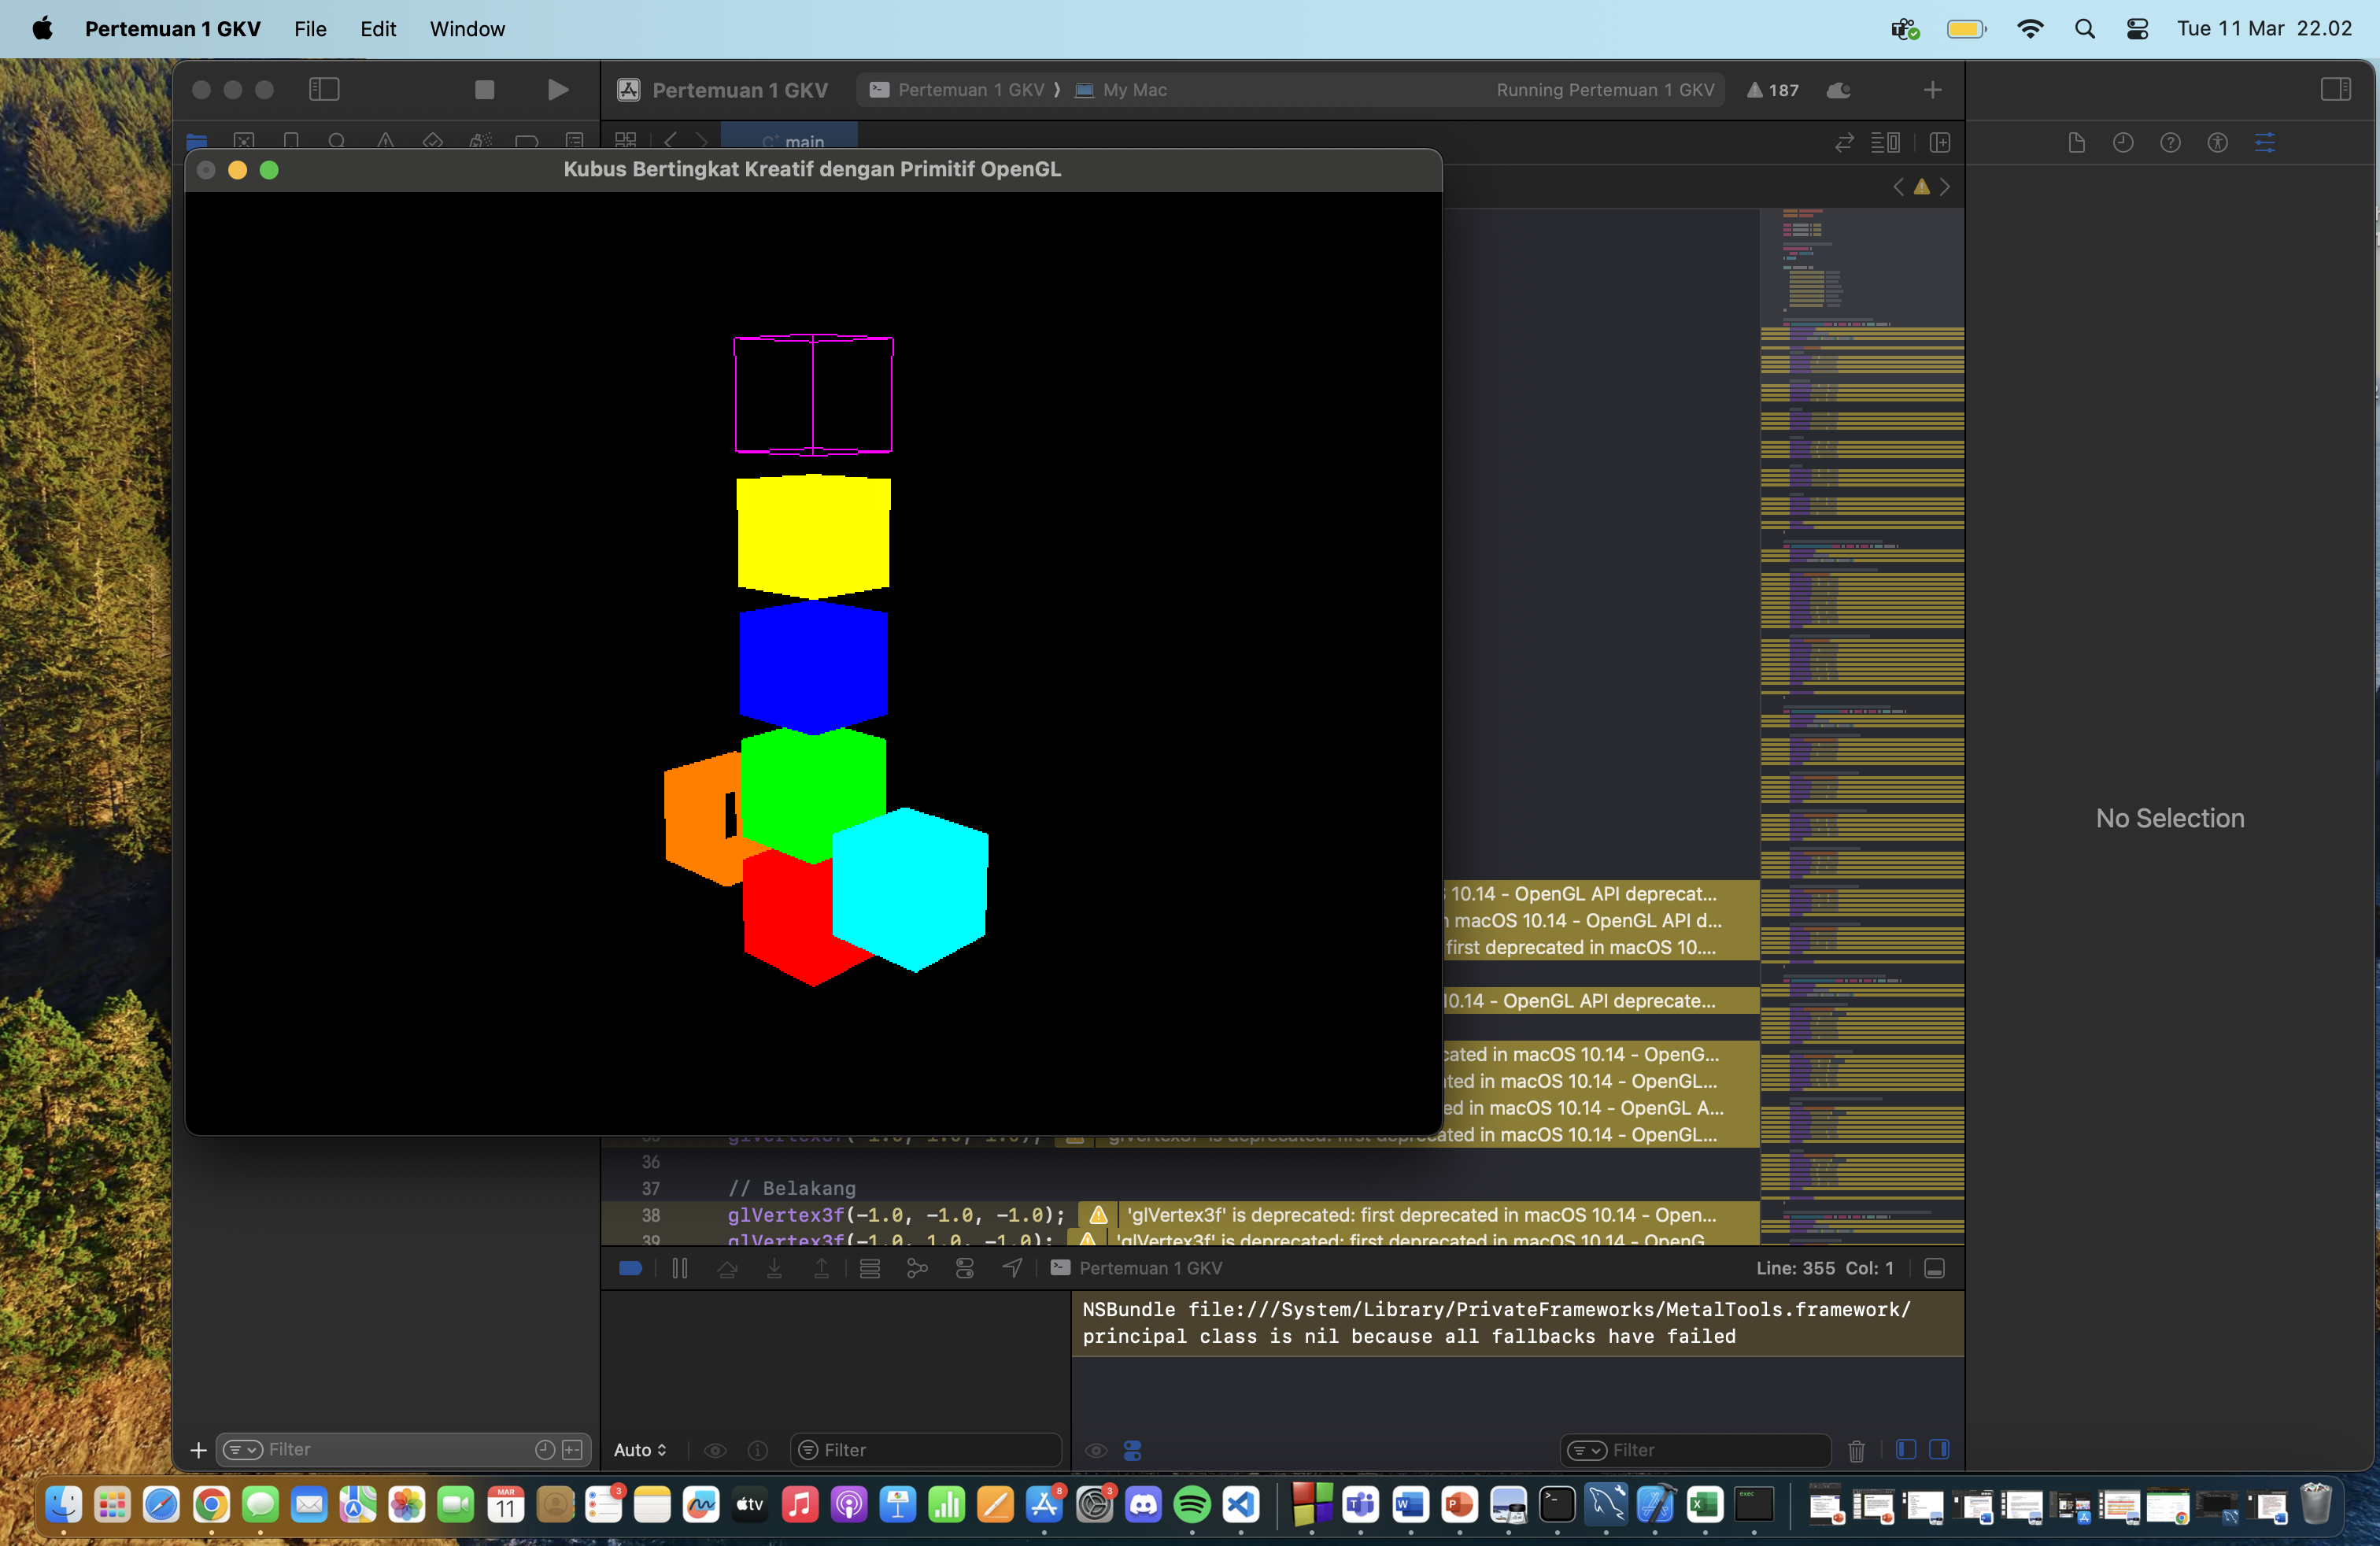 Pertemuan 1 GKV File Edit Window Tue 11 Mar 22.02
Pertemuan 1 GKV Pertemuan 1 GKV ⟩ My Mac Running Pertemuan 1 GKV 187
main
Kubus Bertingkat Kreatif dengan Primitif OpenGL
10.14 - OpenGL API deprecat...
macOS 10.14 - OpenGL API d...
first deprecated in macOS 10....
10.14 - OpenGL API deprecate...
in macOS 10.14 - OpenG...
in macOS 10.14 - OpenGL...
in macOS 10.14 - OpenGL A...
in macOS 10.14 - OpenGL...
36
37 // Belakang
38 glVertex3f(-1.0, -1.0, -1.0); 'glVertex3f' is deprecated: first deprecated in macOS 10.14 - Open...
39 glVertex3f(-1.0, 1.0, -1.0); 'glVertex3f' is deprecated: first deprecated in macOS 10.14 - OpenG
No Selection
Pertemuan 1 GKV Line: 355 Col: 1
NSBundle file:///System/Library/PrivateFrameworks/MetalTools.framework/
principal class is nil because all fallbacks have failed
Filter Auto Filter Filter
MAR
11
3
tv
8
3
exec